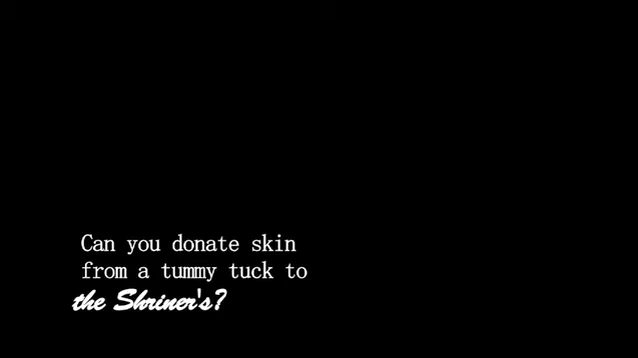 Can you donate skin
from a tummy tuck to
the Shriner's?